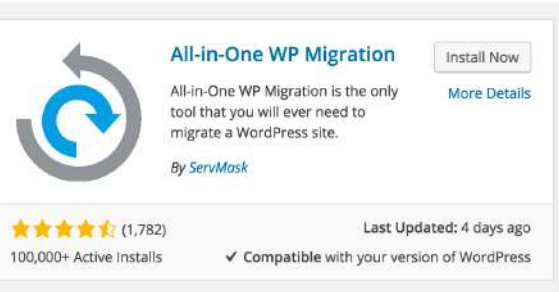 All-in-One WP Migration
Install Now
All-in-One WP Migration is the only
tool that you will ever need to
migrate a WordPress site.
More Details
By ServMask
(1,782)
Last Updated: 4 days ago
100,000+ Active Installs
✔ Compatible with your version of WordPress